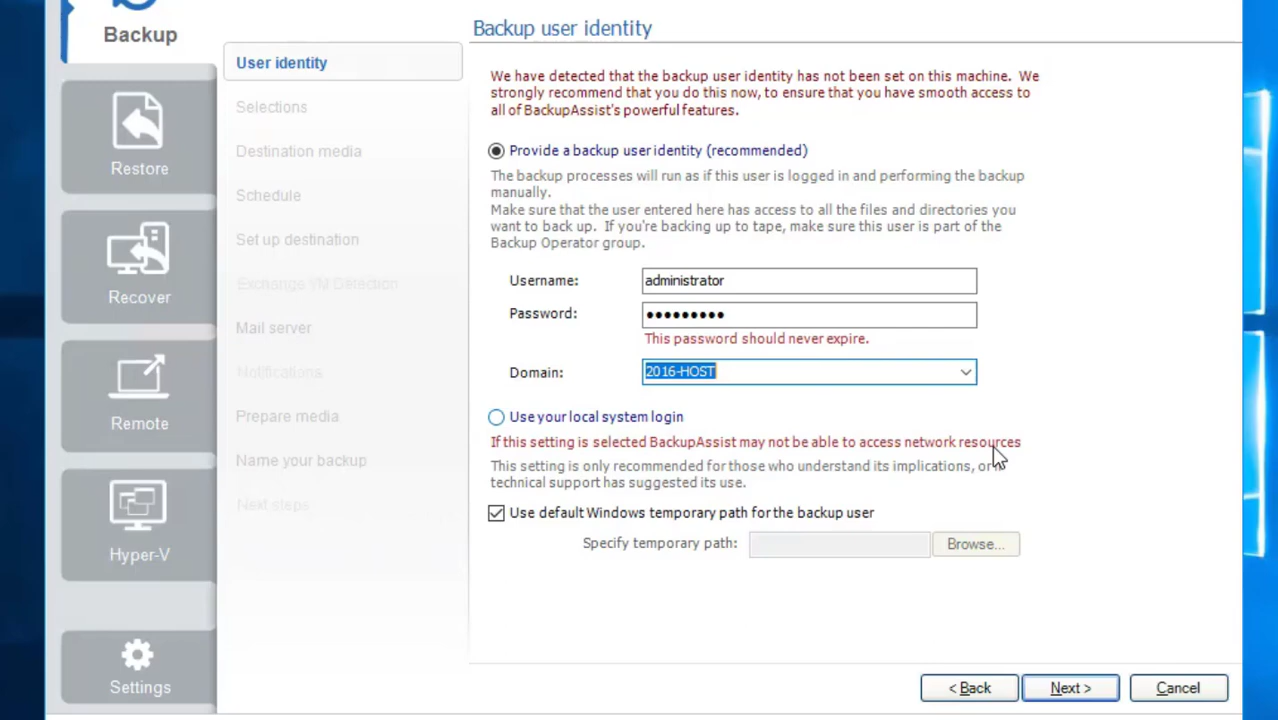 Backup
Restore
Recover
Remote
Hyper-V
Settings
User identity
Selections
Destination media
Schedule
Set up destination
Exchange VM Detection
Mail server
Notifications
Prepare media
Name your backup
Next steps
Backup user identity
We have detected that the backup user identity has not been set on this machine. We
strongly recommend that you do this now, to ensure that you have smooth access to
all of BackupAssist's powerful features.
Provide a backup user identity (recommended)
The backup processes will run as if this user is logged in and performing the backup
manually.
Make sure that the user entered here has access to all the files and directories you
want to back up. If you're backing up to tape, make sure this user is part of the
Backup Operator group.
Username: administrator
Password: •••••••••
This password should never expire.
Domain: 2016-HOST
Use your local system login
If this setting is selected BackupAssist may not be able to access network resources
This setting is only recommended for those who understand its implications, or
technical support has suggested its use.
Use default Windows temporary path for the backup user
Specify temporary path: Browse...
< Back Next > Cancel